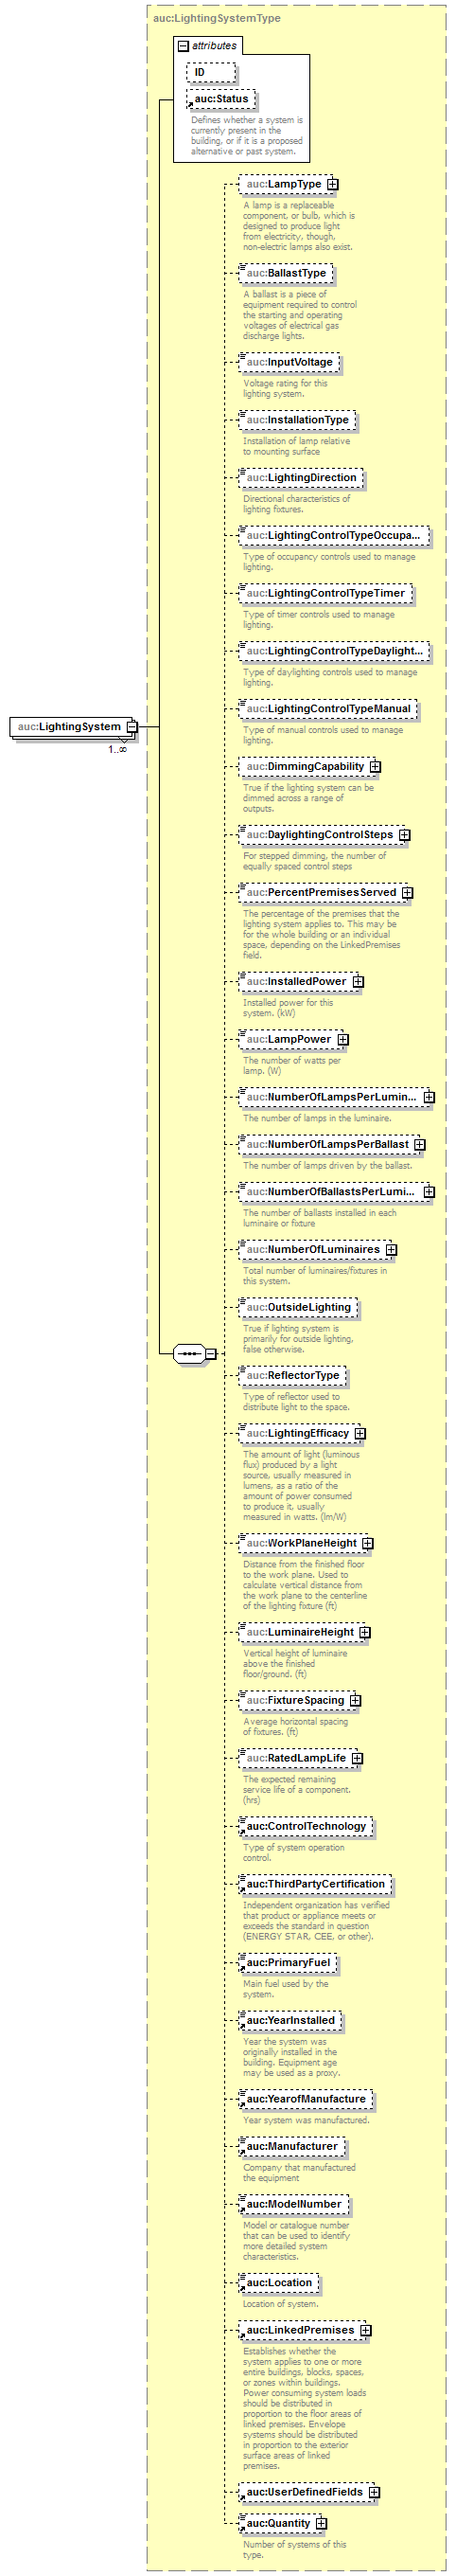 auc:LightingSystemType
attributes
ID
auc:Status
Defines whether a system is
currently present in the
building, or if it is a proposed
alternative or past system.
auc:LampType
A lamp is a replaceable
component, or bulb, which is
designed to produce light
from electricity, though,
non-electric lamps also exist.
auc:BallastType
A ballast is a piece of
equipment required to control
the starting and operating
voltages of electrical gas
discharge lights.
auc:InputVoltage
Voltage rating for this
lighting system.
auc:InstallationType
Installation of lamp relative
to mounting surface
auc:LightingDirection
Directional characteristics of
lighting fixtures.
auc:LightingControlTypeOccupa...
Type of occupancy controls used to manage
lighting.
auc:LightingControlTypeTimer
Type of timer controls used to manage
lighting.
auc:LightingControlTypeDaylight...
Type of daylighting controls used to manage
lighting.
auc:LightingControlTypeManual
Type of manual controls used to manage
lighting.
auc:LightingSystem
1..∞
auc:DimmingCapability
True if the lighting system can be
dimmed across a range of
outputs.
auc:DaylightingControlSteps
For stepped dimming, the number of
equally spaced control steps
auc:PercentPremisesServed
The percentage of the premises that the
lighting system applies to. This may be
for the whole building or an individual
space, depending on the LinkedPremises
field.
auc:InstalledPower
Installed power for this
system. (kW)
auc:LampPower
The number of watts per
lamp. (W)
auc:NumberOfLampsPerLumin...
The number of lamps in the luminaire.
auc:NumberOfLampsPerBallast
The number of lamps driven by the ballast.
auc:NumberOfBallastsPerLumi...
The number of ballasts installed in each
luminaire or fixture
auc:NumberOfLuminaires
Total number of luminaires/fixtures in
this system.
auc:OutsideLighting
True if lighting system is
primarily for outside lighting,
false otherwise.
auc:ReflectorType
Type of reflector used to
distribute light to the space.
auc:LightingEfficacy
The amount of light (luminous
flux) produced by a light
source, usually measured in
lumens, as a ratio of the
amount of power consumed
to produce it, usually
measured in watts. (lm/W)
auc:WorkPlaneHeight
Distance from the finished floor
to the work plane. Used to
calculate vertical distance from
the work plane to the centerline
of the lighting fixture (ft)
auc:LuminaireHeight
Vertical height of luminaire
above the finished
floor/ground. (ft)
auc:FixtureSpacing
Average horizontal spacing
of fixtures. (ft)
auc:RatedLampLife
The expected remaining
service life of a component.
(hrs)
auc:ControlTechnology
Type of system operation
control.
auc:ThirdPartyCertification
Independent organization has verified
that product or appliance meets or
exceeds the standard in question
(ENERGY STAR, CEE, or other).
auc:PrimaryFuel
Main fuel used by the
system.
auc:YearInstalled
Year the system was
originally installed in the
building. Equipment age
may be used as a proxy.
auc:YearofManufacture
Year system was manufactured.
auc:Manufacturer
Company that manufactured
the equipment
auc:ModelNumber
Model or catalogue number
that can be used to identify
more detailed system
characteristics.
auc:Location
Location of system.
auc:LinkedPremises
Establishes whether the
system applies to one or more
entire buildings, blocks, spaces,
or zones within buildings.
Power consuming system loads
should be distributed in
proportion to the floor areas of
linked premises. Envelope
systems should be distributed
in proportion to the exterior
surface areas of linked
premises.
auc:UserDefinedFields
auc:Quantity
Number of systems of this
type.